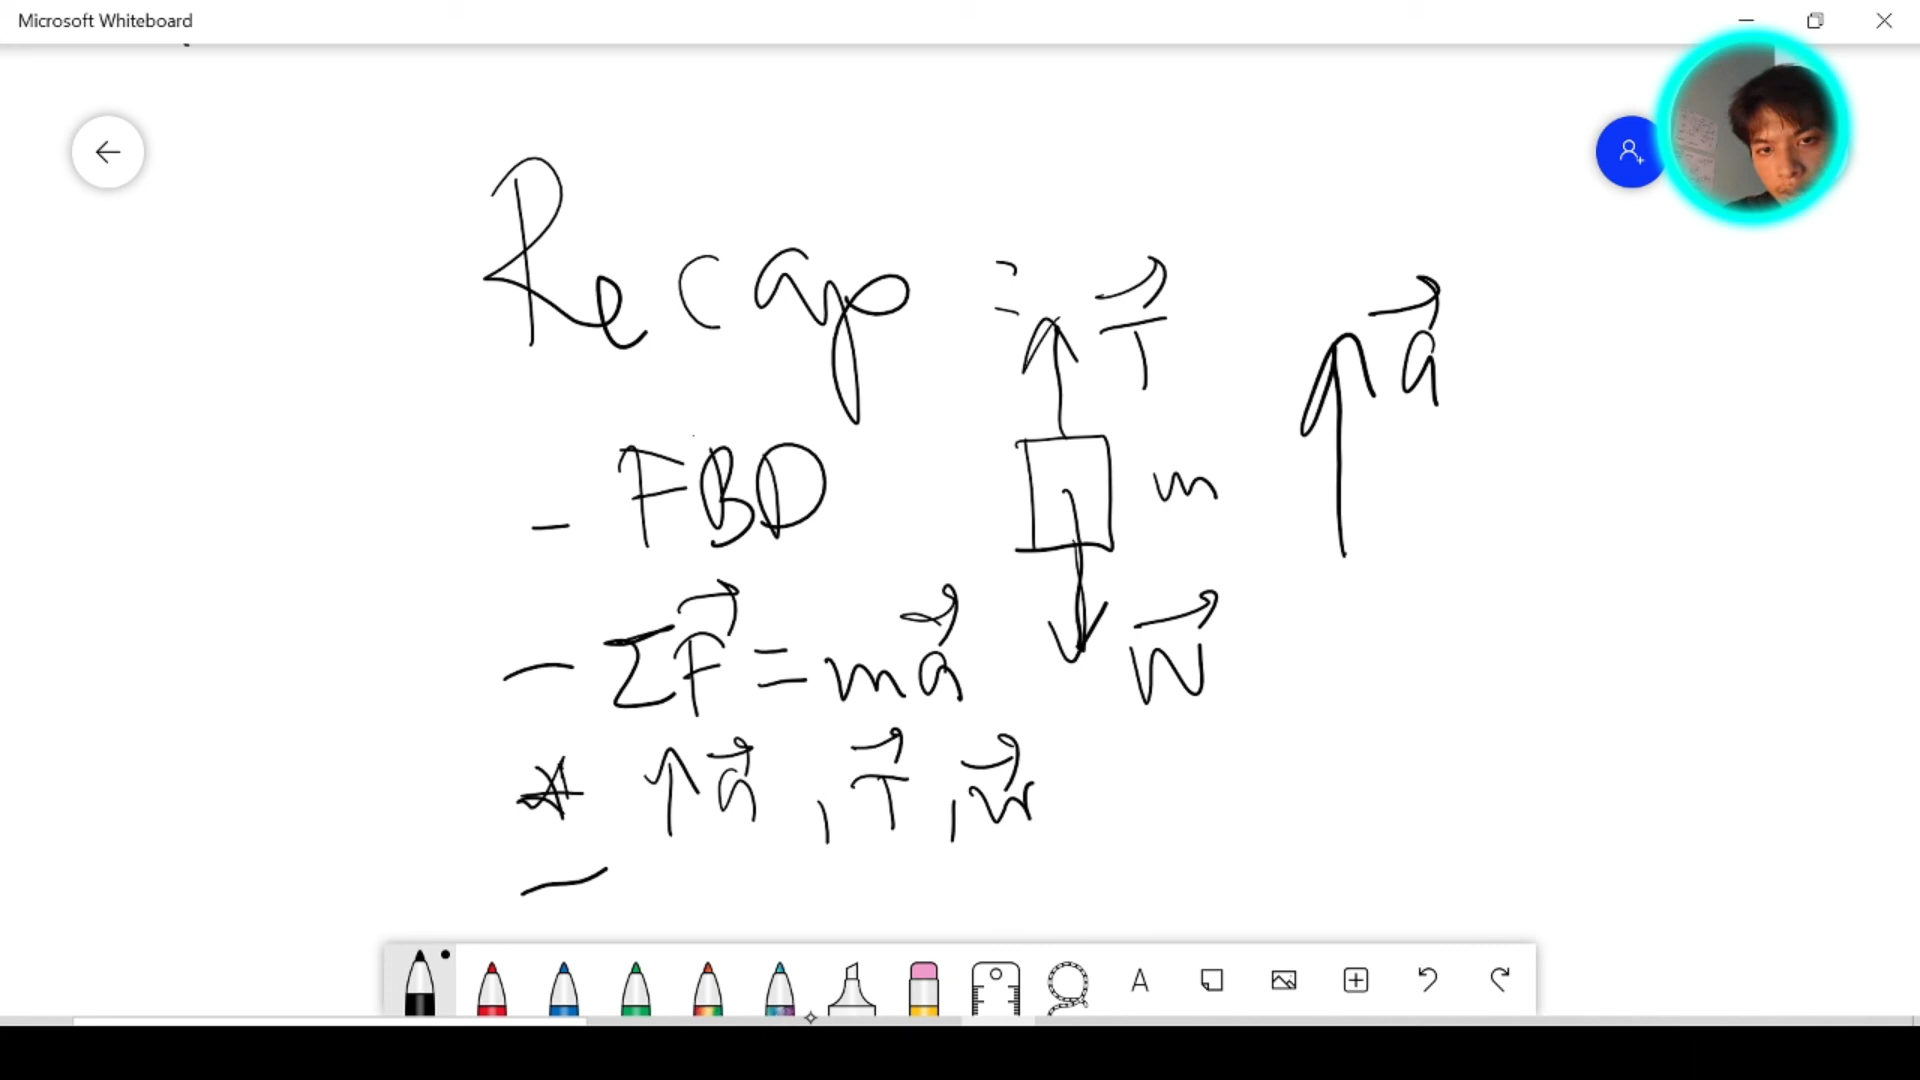 Microsoft Whiteboard
Recap :
T⃗
a⃗
- FBD
m
- ΣF⃗ = ma⃗
W⃗
* ↑a⃗, T⃗, w⃗
-
A